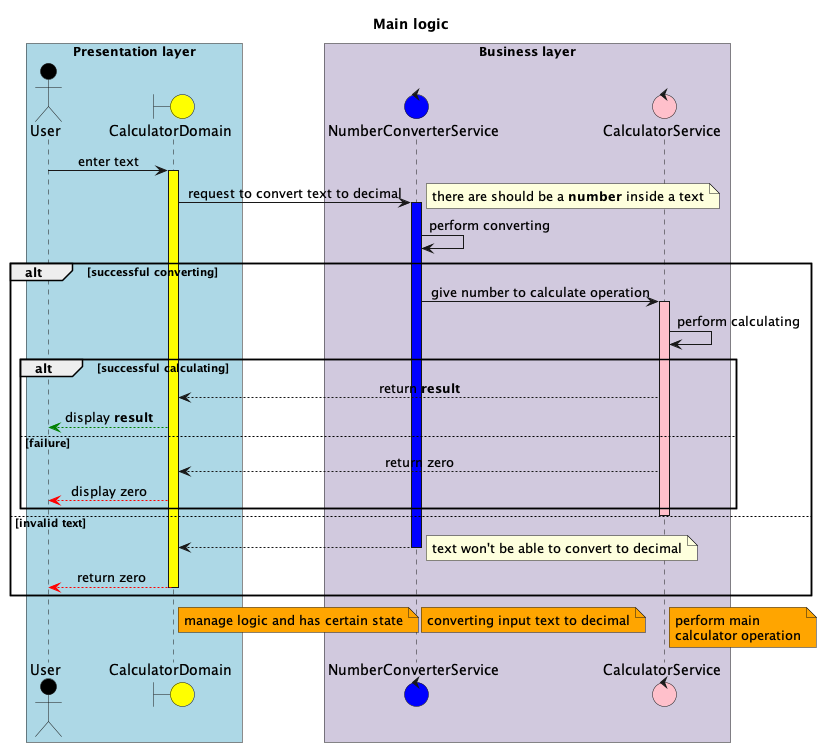 Main logic
Presentation layer
Business layer
User
CalculatorDomain
NumberConverterService
CalculatorService
enter text
request to convert text to decimal
there are should be a number inside a text
perform converting
alt
[successful converting]
give number to calculate operation
perform calculating
alt
[successful calculating]
return result
display result
[failure]
return zero
display zero
[invalid text]
text won't be able to convert to decimal
return zero
manage logic and has certain state
converting input text to decimal
perform main
calculator operation
User
CalculatorDomain
NumberConverterService
CalculatorService